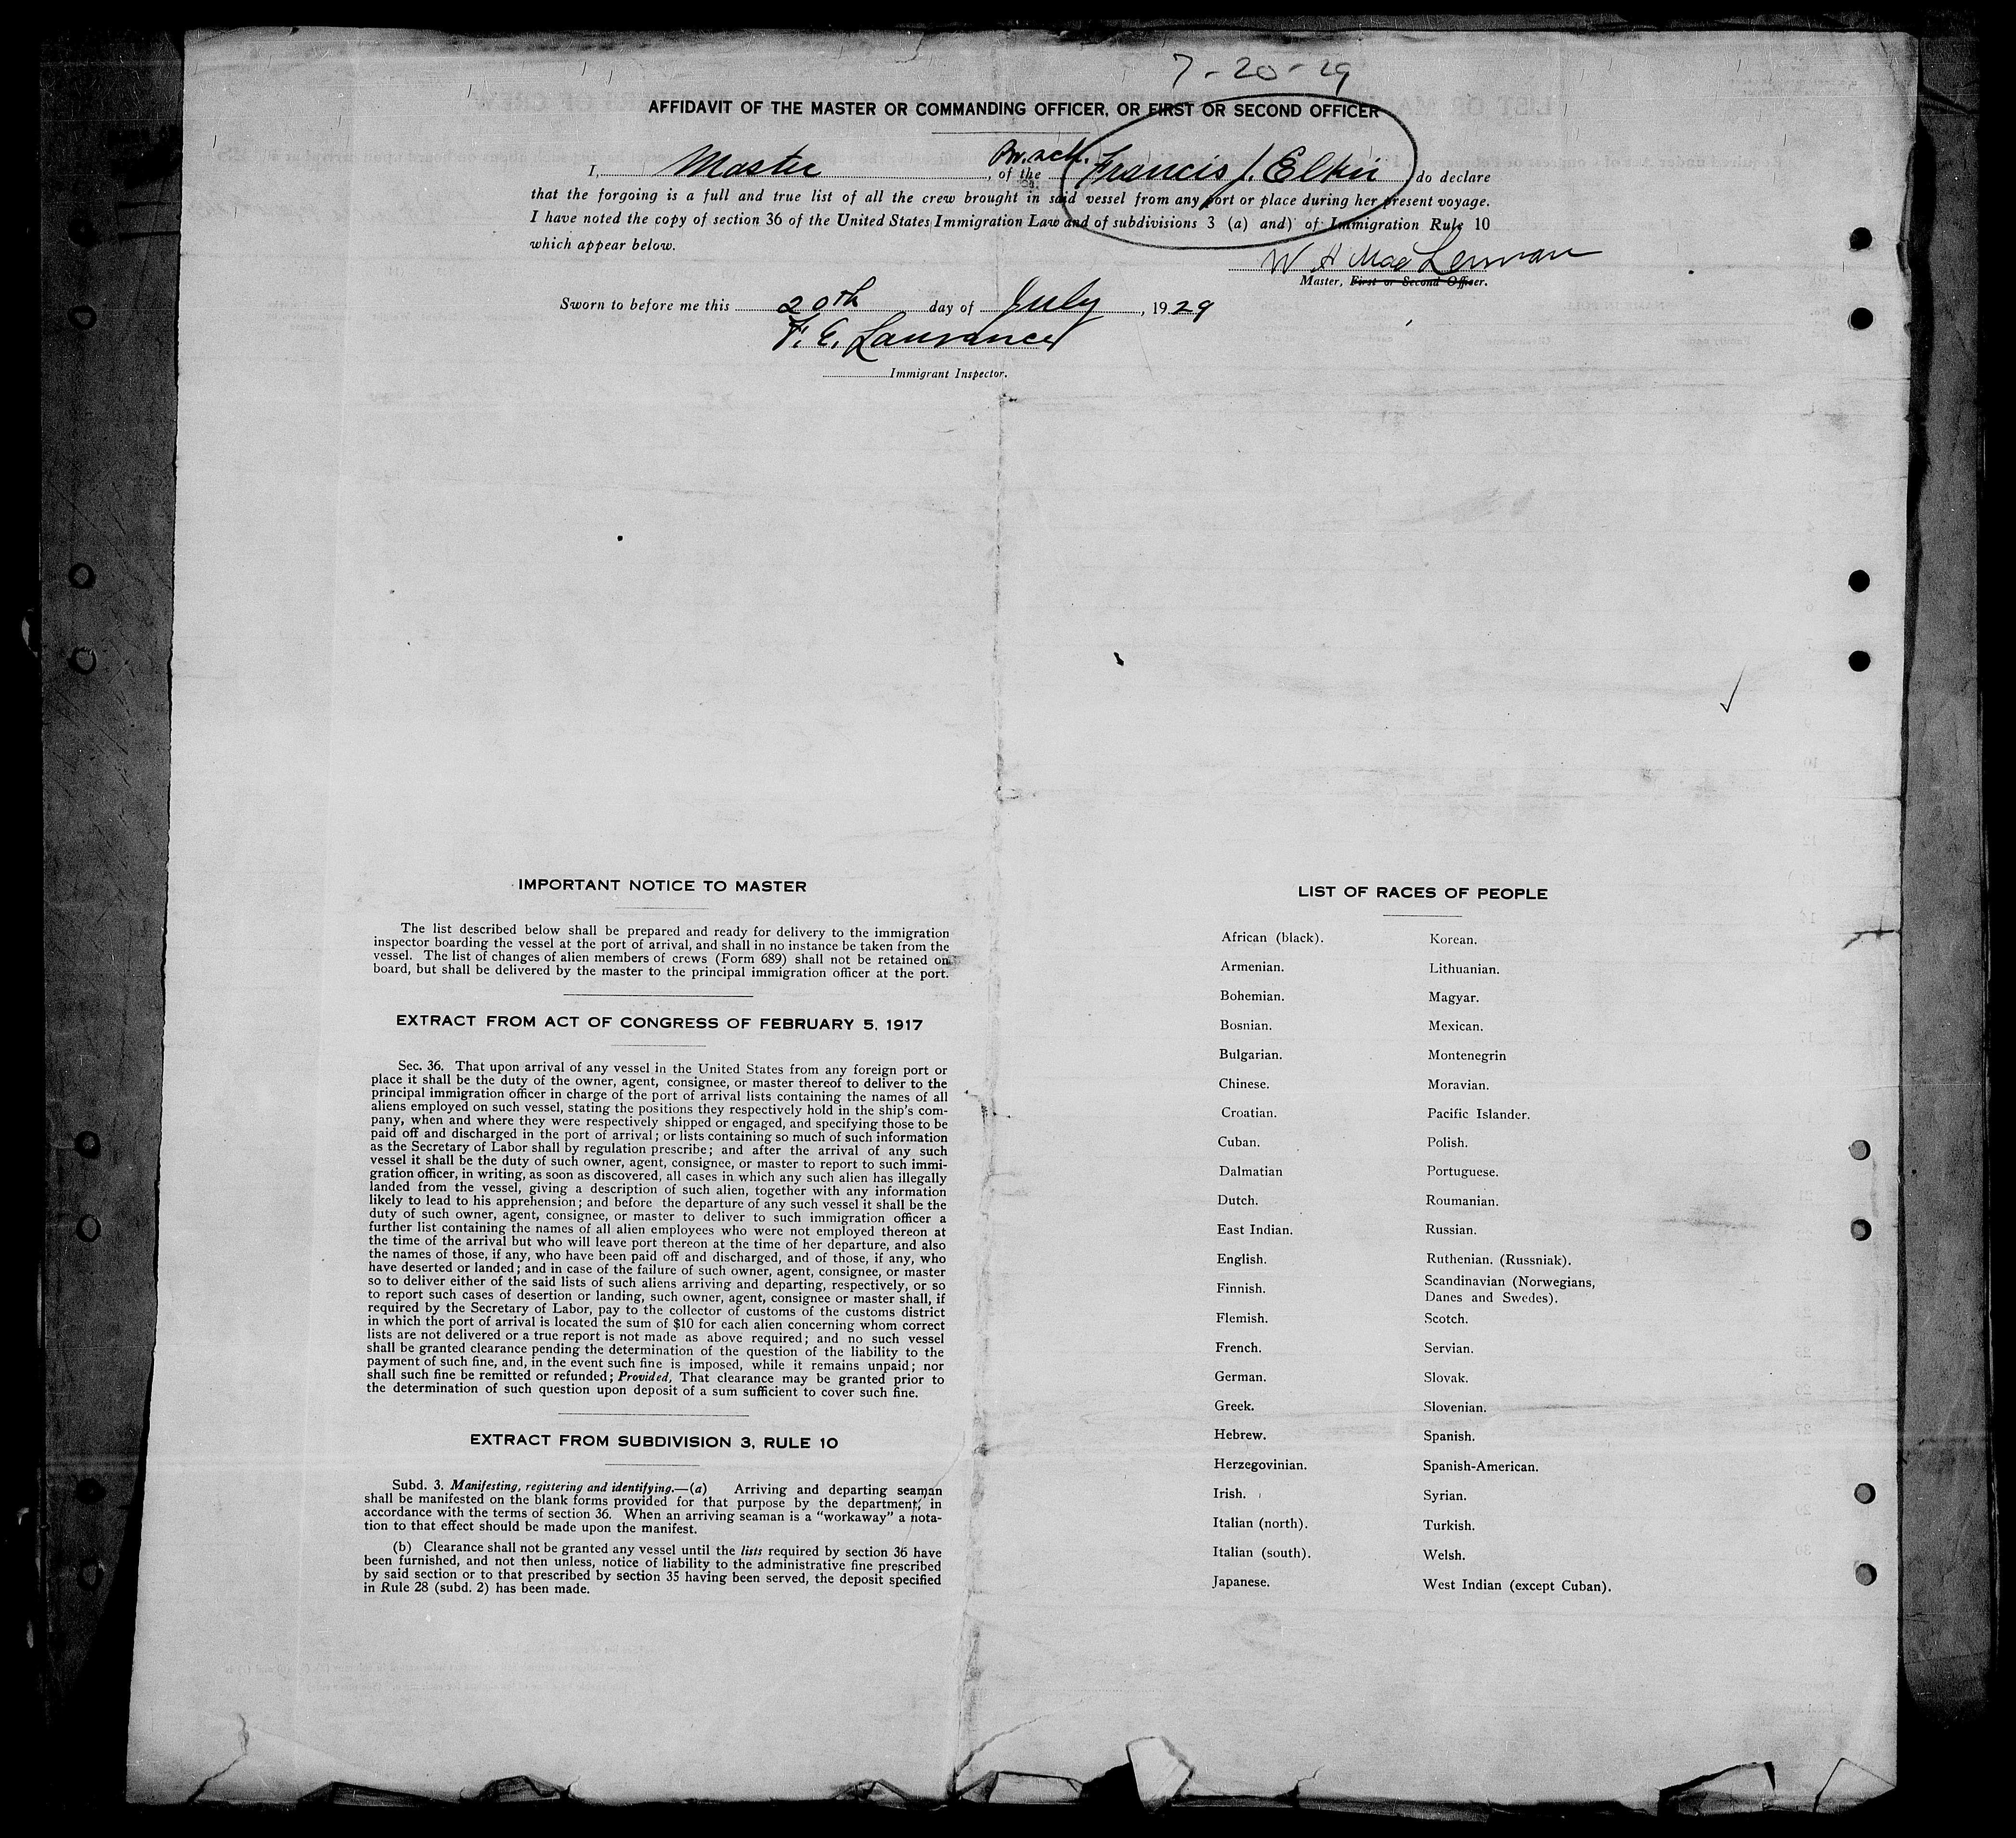 7-20-29
AFFIDAVIT OF THE MASTER OR COMMANDING OFFICER, OR FIRST OR SECOND OFFICER
I, Master, of the Br. sch. Francis J. Elkin do declare
that the forgoing is a full and true list of all the crew brought in said vessel from any port or place during her present voyage.
I have noted the copy of section 36 of the United States Immigration Law and of subdivisions 3 (a) and) of Immigration Rule 10
which appear below.
W H Mac Lennan
Master, First or Second Officer.
Sworn to before me this 20th day of July, 1929
F. E. Laurance
Immigrant Inspector.
IMPORTANT NOTICE TO MASTER
The list described below shall be prepared and ready for delivery to the immigration
inspector boarding the vessel at the port of arrival, and shall in no instance be taken from the
vessel. The list of changes of alien members of crews (Form 689) shall not be retained on
board, but shall be delivered by the master to the principal immigration officer at the port.
EXTRACT FROM ACT OF CONGRESS OF FEBRUARY 5, 1917
Sec. 36. That upon arrival of any vessel in the United States from any foreign port or
place it shall be the duty of the owner, agent, consignee, or master thereof to deliver to the
principal immigration officer in charge of the port of arrival lists containing the names of all
aliens employed on such vessel, stating the positions they respectively hold in the ship's com-
pany, when and where they were respectively shipped or engaged, and specifying those to be
paid off and discharged in the port of arrival; or lists containing so much of such information
as the Secretary of Labor shall by regulation prescribe; and after the arrival of any such
vessel it shall be the duty of such owner, agent, consignee, or master to report to such immi-
gration officer, in writing, as soon as discovered, all cases in which any such alien has illegally
landed from the vessel, giving a description of such alien, together with any information
likely to lead to his apprehension; and before the departure of any such vessel it shall be the
duty of such owner, agent, consignee, or master to deliver to such immigration officer a
further list containing the names of all alien employees who were not employed thereon at
the time of the arrival but who will leave port thereon at the time of her departure, and also
the names of those, if any, who have been paid off and discharged, and of those, if any, who
have deserted or landed; and in case of the failure of such owner, agent, consignee, or master
so to deliver either of the said lists of such aliens arriving and departing, respectively, or so
to report such cases of desertion or landing, such owner, agent, consignee or master shall, if
required by the Secretary of Labor, pay to the collector of customs of the customs district
in which the port of arrival is located the sum of $10 for each alien concerning whom correct
lists are not delivered or a true report is not made as above required; and no such vessel
shall be granted clearance pending the determination of the question of the liability to the
payment of such fine, and, in the event such fine is imposed, while it remains unpaid; nor
shall such fine be remitted or refunded; Provided, That clearance may be granted prior to
the determination of such question upon deposit of a sum sufficient to cover such fine.
EXTRACT FROM SUBDIVISION 3, RULE 10
Subd. 3. Manifesting, registering and identifying.—(a) Arriving and departing seaman
shall be manifested on the blank forms provided for that purpose by the department, in
accordance with the terms of section 36. When an arriving seaman is a "workaway" a nota-
tion to that effect should be made upon the manifest.
(b) Clearance shall not be granted any vessel until the lists required by section 36 have
been furnished, and not then unless, notice of liability to the administrative fine prescribed
by said section or to that prescribed by section 35 having been served, the deposit specified
in Rule 28 (subd. 2) has been made.
LIST OF RACES OF PEOPLE
African (black).
Armenian.
Bohemian.
Bosnian.
Bulgarian.
Chinese.
Croatian.
Cuban.
Dalmatian
Dutch.
East Indian.
English.
Finnish.
Flemish.
French.
German.
Greek.
Hebrew.
Herzegovinian.
Irish.
Italian (north).
Italian (south).
Japanese.
Korean.
Lithuanian.
Magyar.
Mexican.
Montenegrin
Moravian.
Pacific Islander.
Polish.
Portuguese.
Roumanian.
Russian.
Ruthenian. (Russniak).
Scandinavian (Norwegians,
Danes and Swedes).
Scotch.
Servian.
Slovak.
Slovenian.
Spanish.
Spanish-American.
Syrian.
Turkish.
Welsh.
West Indian (except Cuban).